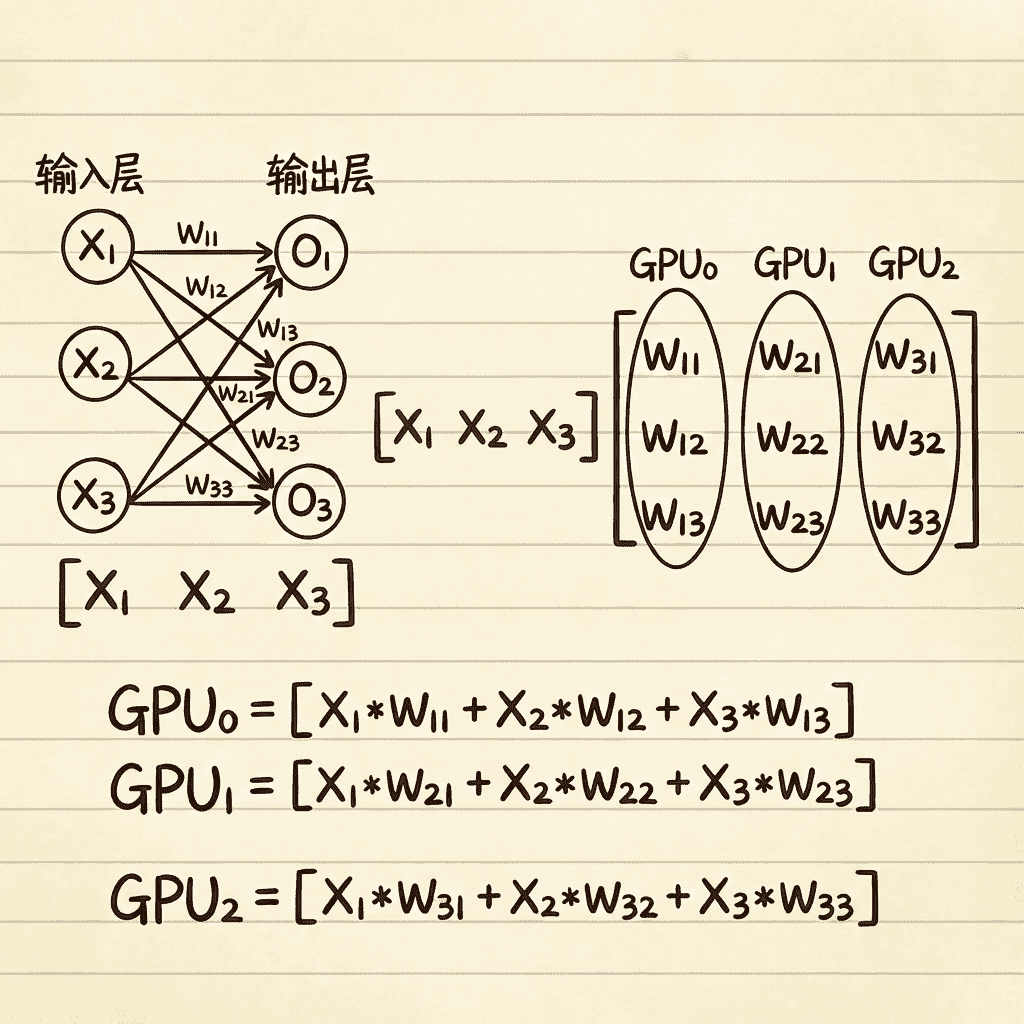 输入层 输出层
X₁ W₁₁ O₁
W₁₂
W₁₃
X₂ O₂
W₂₁
W₂₃
X₃ W₃₃ O₃
[X₁ X₂ X₃]
GPU₀ GPU₁ GPU₂
W₁₁ W₂₁ W₃₁
[X₁ X₂ X₃] [W₁₂ W₂₂ W₃₂]
W₁₃ W₂₃ W₃₃
GPU₀ = [X₁*W₁₁ + X₂*W₁₂ + X₃*W₁₃]
GPU₁ = [X₁*W₂₁ + X₂*W₂₂ + X₃*W₂₃]
GPU₂ = [X₁*W₃₁ + X₂*W₃₂ + X₃*W₃₃]